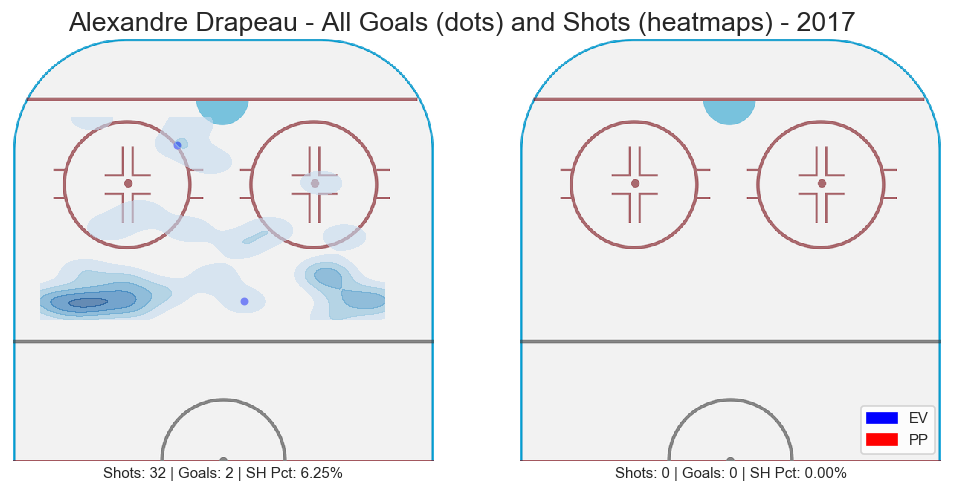 Alexandre Drapeau - All Goals (dots) and Shots (heatmaps) - 2017
EV
PP
Shots: 32 | Goals: 2 | SH Pct: 6.25%
Shots: 0 | Goals: 0 | SH Pct: 0.00%